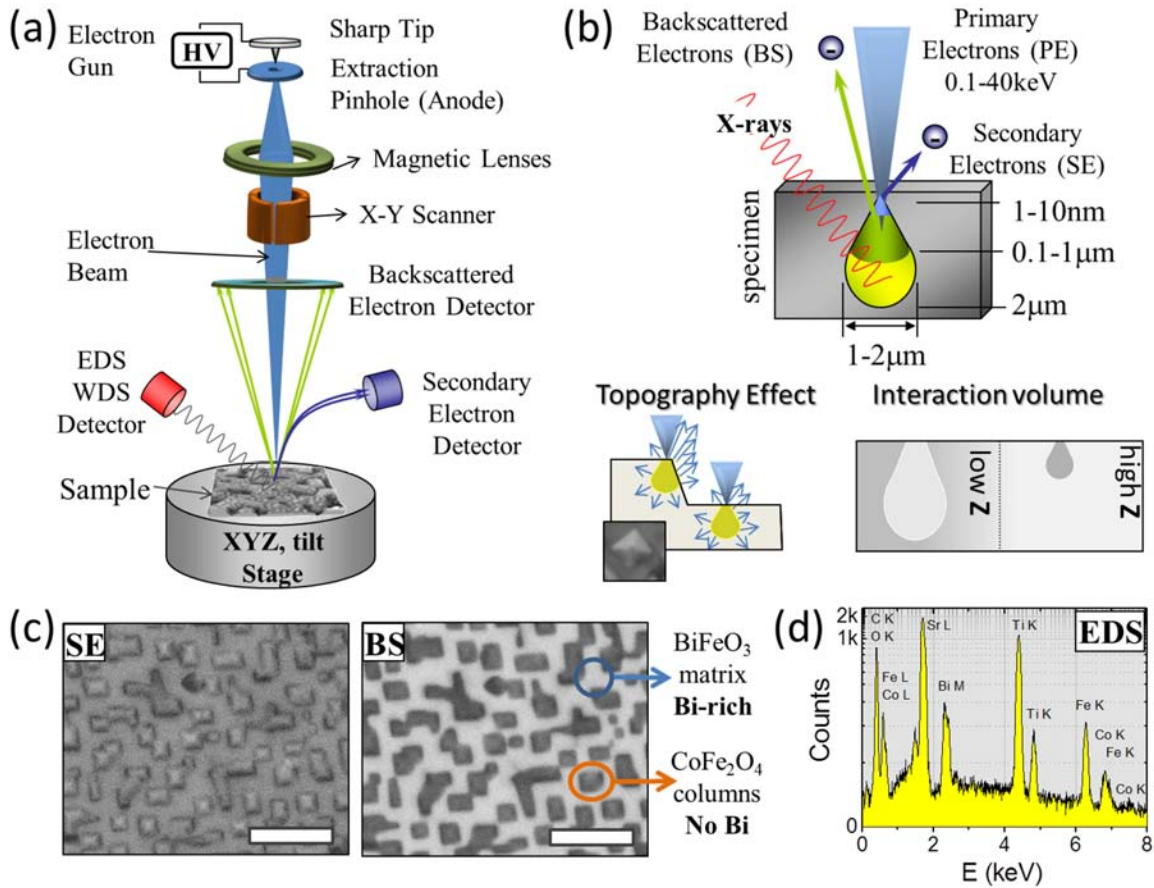 (a)
Electron
Gun
HV
Sharp Tip
Extraction
Pinhole (Anode)
Magnetic Lenses
X-Y Scanner
Electron
Beam
Backscattered
Electron Detector
EDS
WDS
Detector
Secondary
Electron
Detector
Sample
XYZ, tilt
Stage
(b)
Backscattered
Electrons (BS)
-
Primary
Electrons (PE)
0.1-40keV
X-rays
-
Secondary
Electrons (SE)
specimen
1-10nm
0.1-1μm
2μm
1-2μm
Topography Effect
Interaction volume
low Z
high Z
(c)
SE
BS
BiFeO₃
matrix
Bi-rich
CoFe₂O₄
columns
No Bi
(d)
EDS
2k
1k
0
Counts
C K
O K
Fe L
Co L
Sr L
Bi M
Ti K
Ti K
Fe K
Co K
Fe K
Co K
0 2 4 6 8
E (keV)